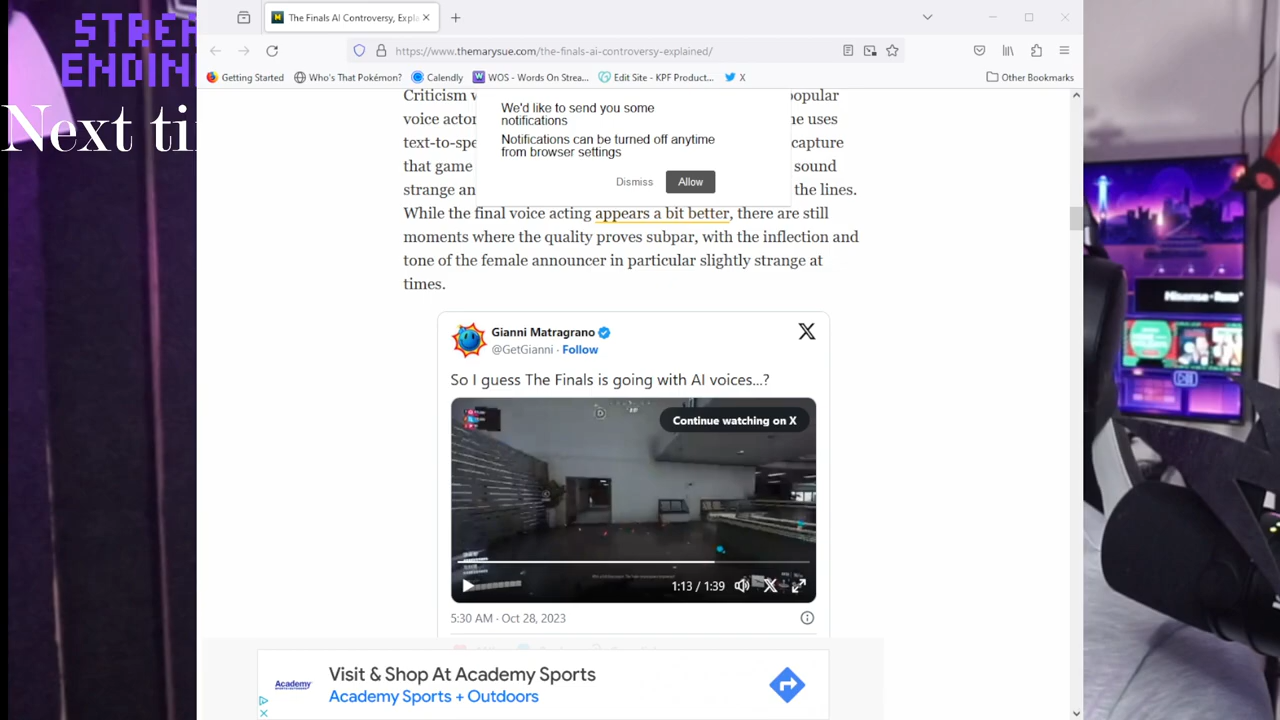 STREA
ENDIN
Next ti
The Finals AI Controversy, Expla
https://www.themarysue.com/the-finals-ai-controversy-explained/
Getting Started
Who's That Pokémon?
Calendly
WOS - Words On Strea...
Edit Site - KPF Product...
X
Other Bookmarks
Criticism
opular
voice actor
e uses
text-to-spe
capture
that game
sound
strange an
the lines.
We'd like to send you some
notifications
Notifications can be turned off anytime
from browser settings
Dismiss
Allow
While the final voice acting appears a bit better, there are still
moments where the quality proves subpar, with the inflection and
tone of the female announcer in particular slightly strange at
times.
Gianni Matragrano
@GetGianni · Follow
So I guess The Finals is going with AI voices...?
Continue watching on X
1:13 / 1:39
5:30 AM · Oct 28, 2023
Academy
Visit & Shop At Academy Sports
Academy Sports + Outdoors